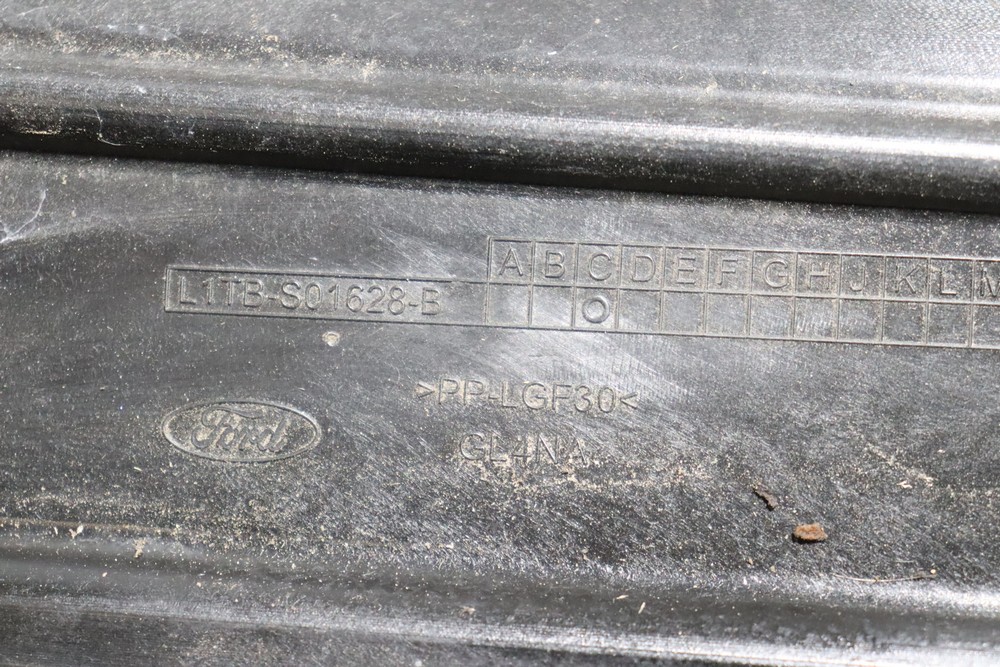 A B C D E F G H J K L M
L1TB-S01628-B O
>PP-LGF30<
Ford
GL4NA